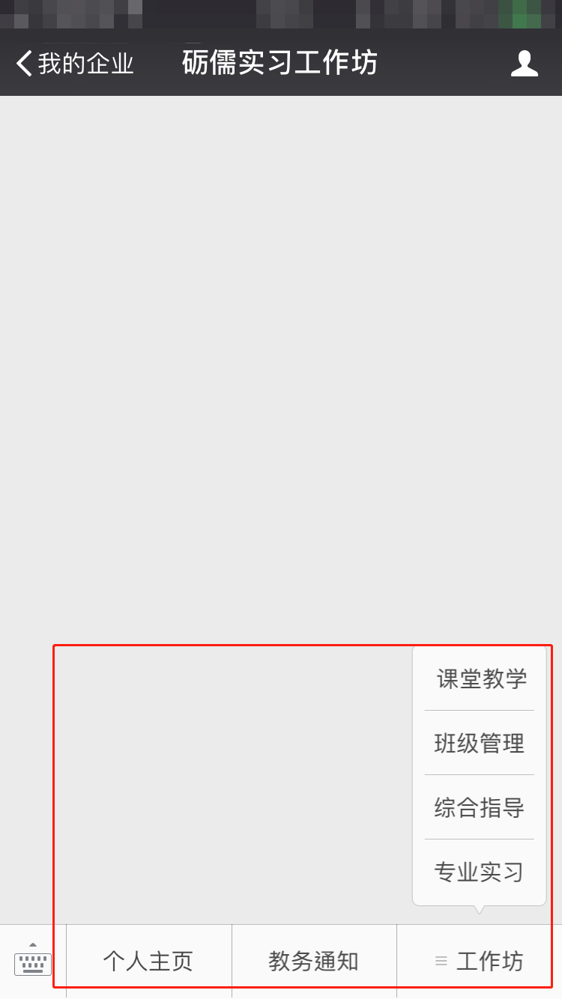 我的企业 砺儒实习工作坊
课堂教学
班级管理
综合指导
专业实习
个人主页 教务通知 工作坊